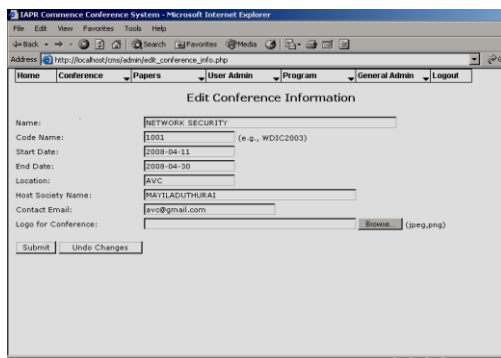 IAPR Commence Conference System - Microsoft Internet Explorer
File Edit View Favorites Tools Help
Back Search Favorites Media
Address http://localhost/cms/admin/edit_conference_info.php
Home Conference Papers User Admin Program General Admin Logout
Edit Conference Information
Name: NETWORK SECURITY
Code Name: 1001 (e.g., WDIC2003)
Start Date: 2008-04-11
End Date: 2008-04-30
Location: AVC
Host Society Name: MAYILADUTHURAI
Contact Email: avc@gmail.com
Logo for Conference: Browse... (jpeg,png)
Submit Undo Changes